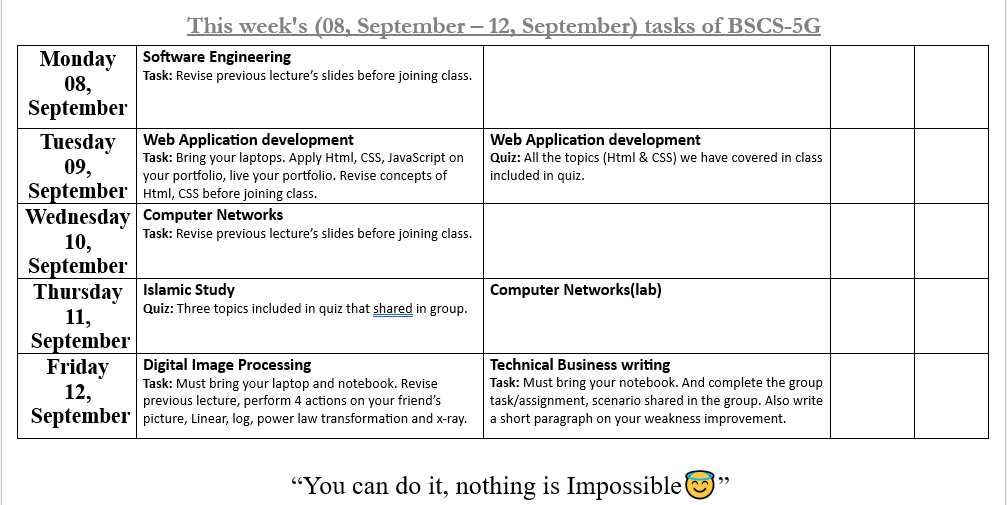 This week's (08, September – 12, September) tasks of BSCS-5G
Monday
08,
September
Software Engineering
Task: Revise previous lecture's slides before joining class.
Tuesday
09,
September
Web Application development
Task: Bring your laptops. Apply Html, CSS, JavaScript on
your portfolio, live your portfolio. Revise concepts of
Html, CSS before joining class.
Web Application development
Quiz: All the topics (Html & CSS) we have covered in class
included in quiz.
Wednesday
10,
September
Computer Networks
Task: Revise previous lecture's slides before joining class.
Thursday
11,
September
Islamic Study
Quiz: Three topics included in quiz that shared in group.
Computer Networks(lab)
Friday
12,
September
Digital Image Processing
Task: Must bring your laptop and notebook. Revise
previous lecture, perform 4 actions on your friend's
picture, Linear, log, power law transformation and x-ray.
Technical Business writing
Task: Must bring your notebook. And complete the group
task/assignment, scenario shared in the group. Also write
a short paragraph on your weakness improvement.
“You can do it, nothing is Impossible😇”